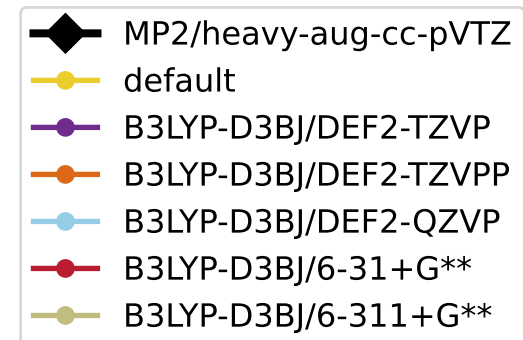 MP2/heavy-aug-cc-pVTZ
default
B3LYP-D3BJ/DEF2-TZVP
B3LYP-D3BJ/DEF2-TZVPP
B3LYP-D3BJ/DEF2-QZVP
B3LYP-D3BJ/6-31+G**
B3LYP-D3BJ/6-311+G**